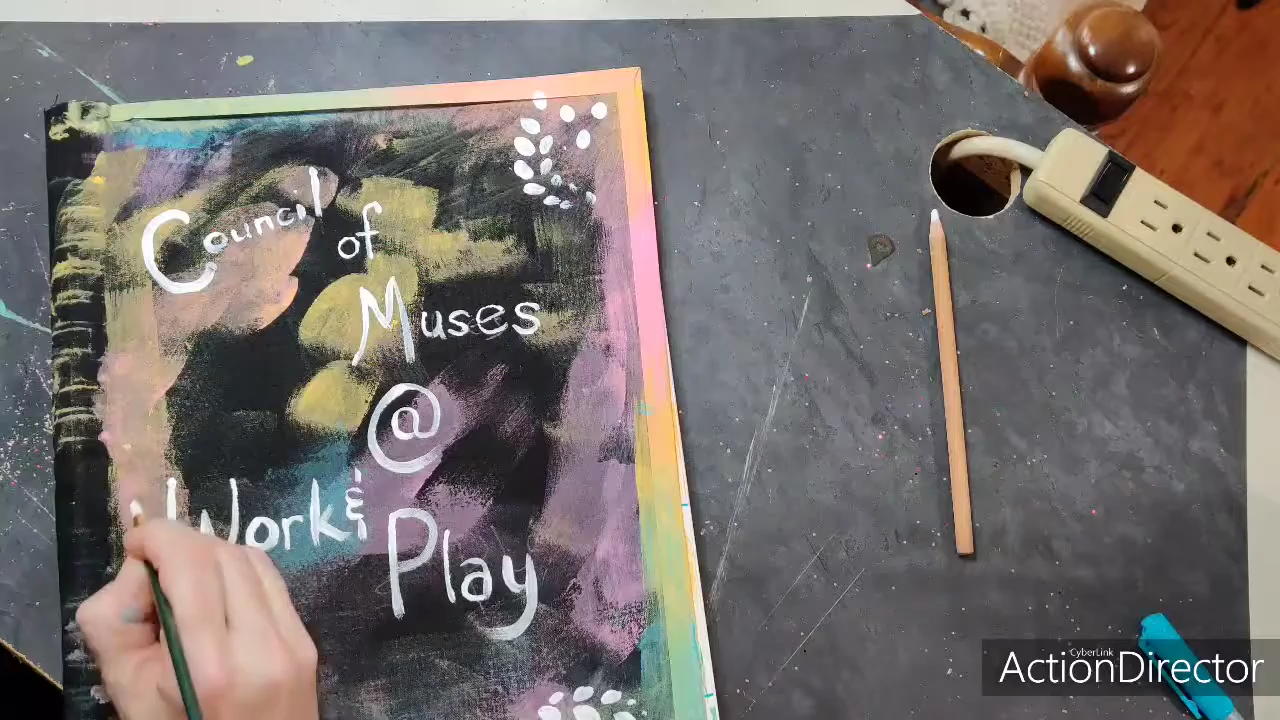 Council
of
Muses
@
Work &
Play
CyberLink
ActionDirector